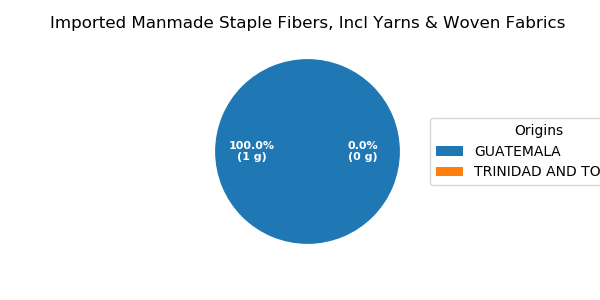 Imported Manmade Staple Fibers, Incl Yarns & Woven Fabrics
100.0%
(1 g)
0.0%
(0 g)
Origins
GUATEMALA
TRINIDAD AND TO